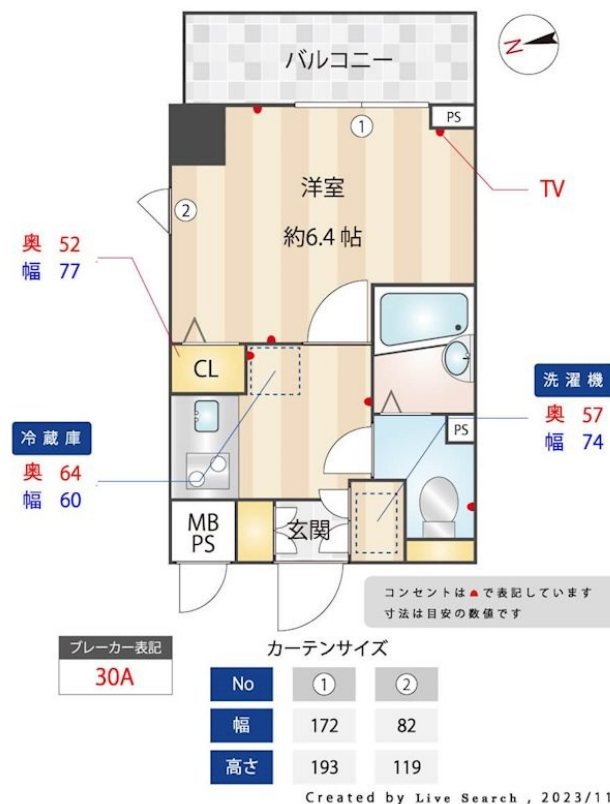 バルコニー
N
PS
①
TV
洋室
②
約6.4 帖
奥 52
幅 77
CL
洗濯機
奥 57
幅 74
冷蔵庫
奥 64
幅 60
PS
MB
PS
玄関
コンセントは で表記しています
寸法は目安の数値です
ブレーカー表記
30A
カーテンサイズ
No ① ②
幅 172 82
高さ 193 119
Created by Live Search , 2023/11